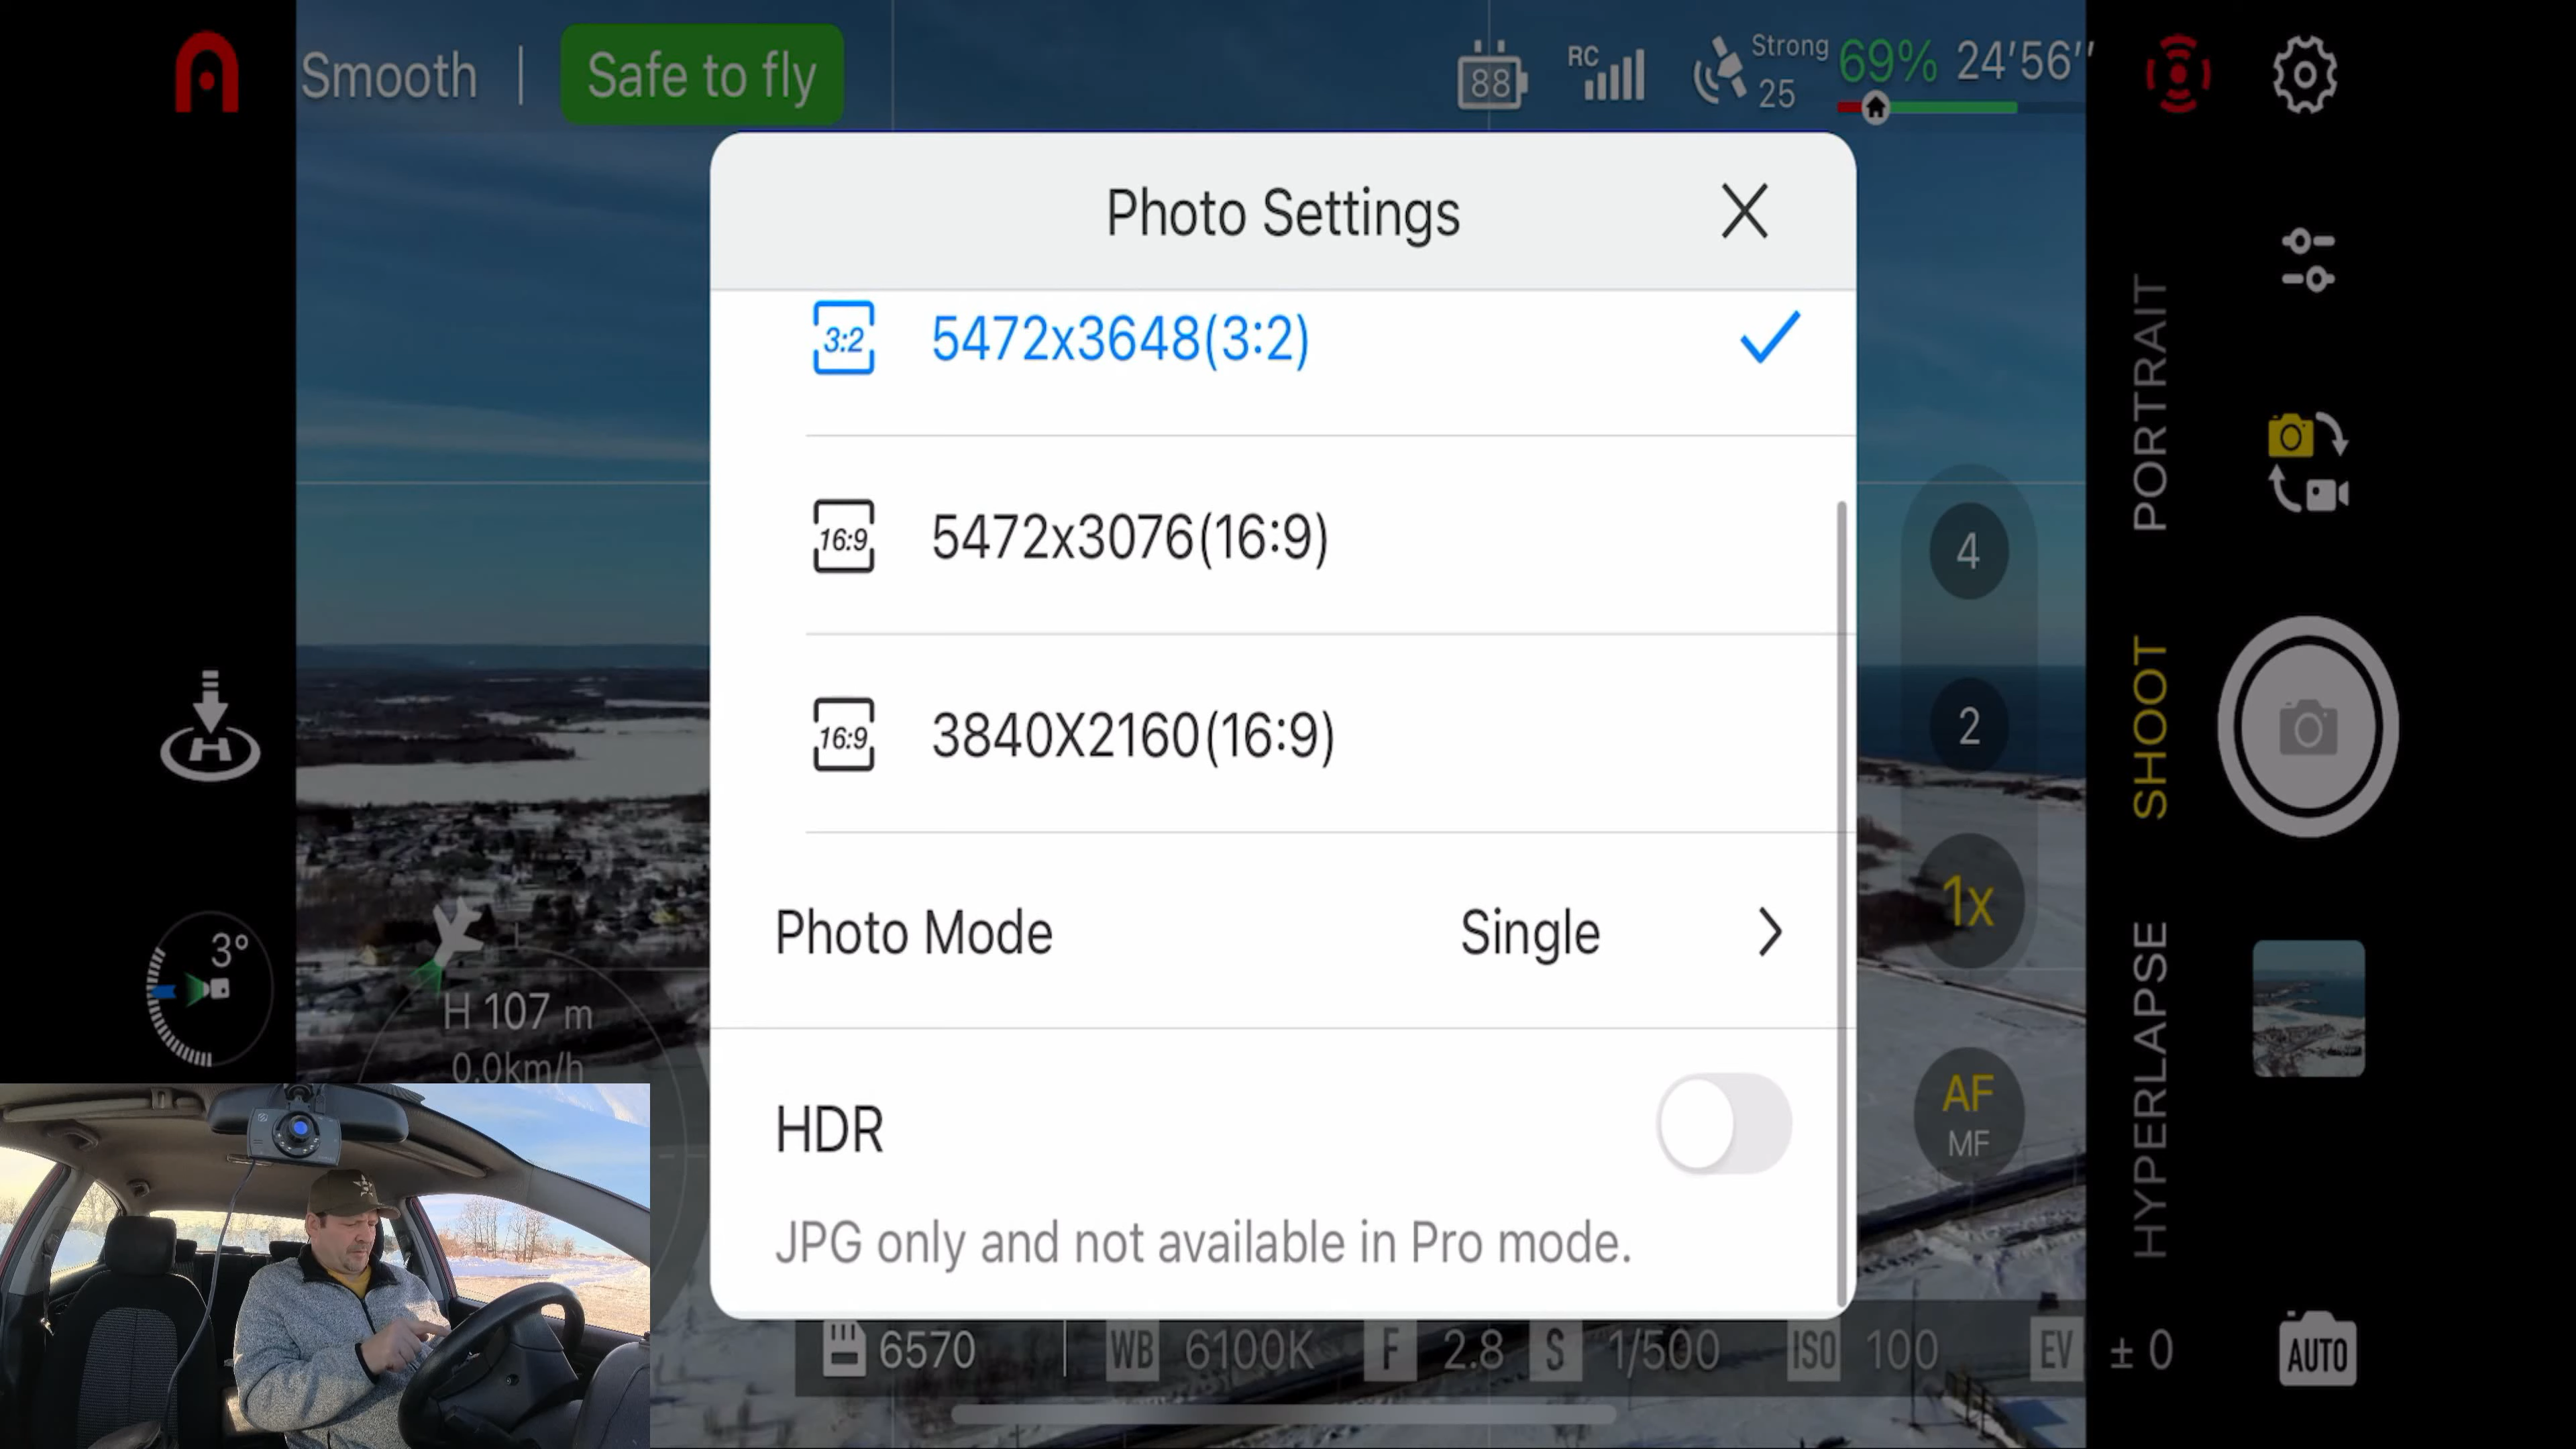 Smooth | Safe to fly
88
RC
Strong
25
69% 24'56''
Photo Settings
3:2 5472x3648(3:2)
16:9 5472x3076(16:9)
16:9 3840X2160(16:9)
Photo Mode Single
HDR
JPG only and not available in Pro mode.
3°
H 107 m
0.0km/h
4
2
1x
AF
MF
PORTRAIT
SHOOT
HYPERLAPSE
6570 | WB 6100K F 2.8 S 1/500 ISO 100 EV ± 0
AUTO
H